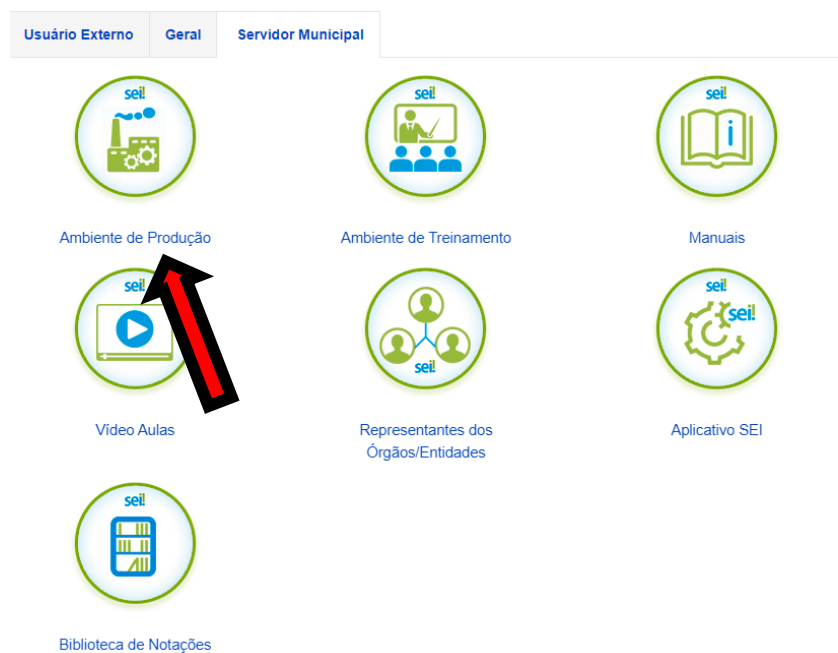 Usuário Externo Geral Servidor Municipal
sei! sei! sei!
Ambiente de Produção Ambiente de Treinamento Manuais
sei! sei!
sei!
sei!
Vídeo Aulas Representantes dos Órgãos/Entidades Aplicativo SEI
sei!
Biblioteca de Notações